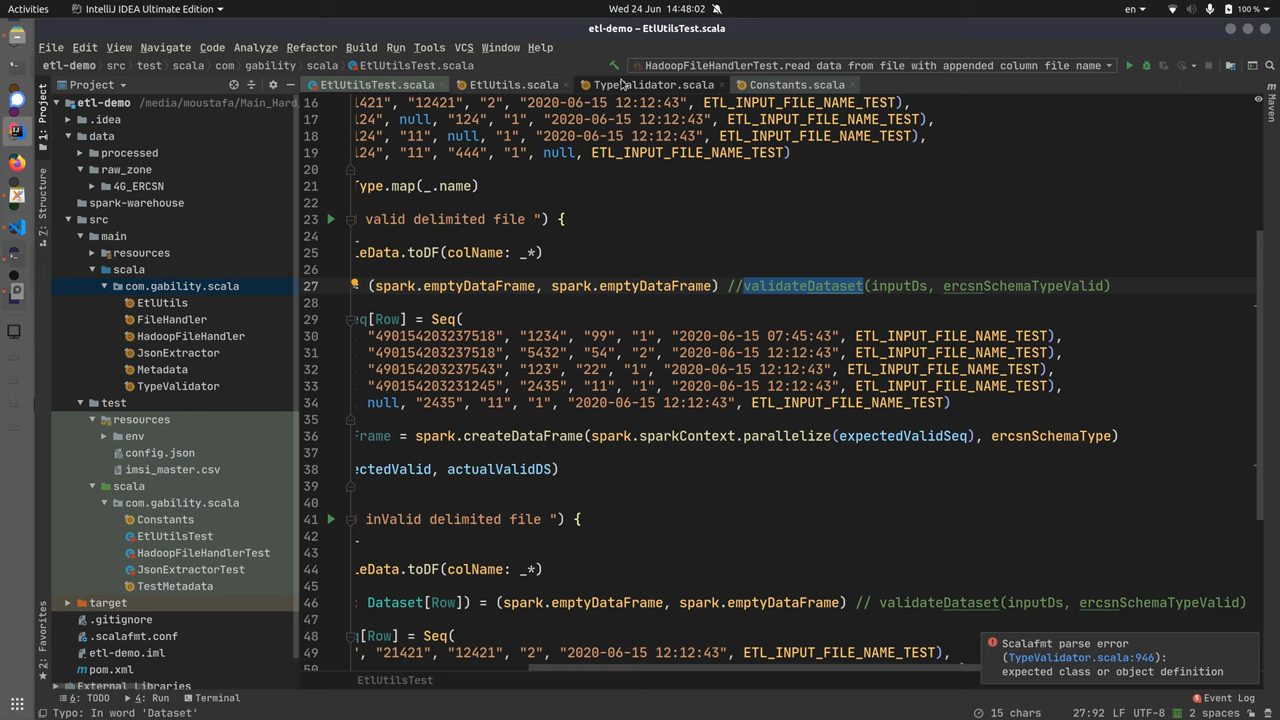 Activities
IntelliJ IDEA Ultimate Edition
Wed 24 Jun 14:48:02
en
100 %
etl-demo – EtlUtilsTest.scala
File Edit View Navigate Code Analyze Refactor Build Run Tools VCS Window Help
etl-demo src test scala com gability scala EtlUtilsTest.scala
HadoopFileHandlerTest.read data from file with appended column file name
Project
EtlUtilsTest.scala
EtlUtils.scala
TypeValidator.scala
Constants.scala
1: Project
Structure
2: Favorites
Maven
etl-demo /media/moustafa/Main_Hard
.idea
data
processed
raw_zone
4G_ERCSN
spark-warehouse
src
main
resources
scala
com.gability.scala
EtlUtils
FileHandler
HadoopFileHandler
JsonExtractor
Metadata
TypeValidator
test
resources
env
config.json
imsi_master.csv
scala
com.gability.scala
Constants
EtlUtilsTest
HadoopFileHandlerTest
JsonExtractorTest
TestMetadata
target
.gitignore
.scalafmt.conf
etl-demo.iml
pom.xml
External Libraries
16 1421", "12421", "2", "2020-06-15 12:12:43", ETL_INPUT_FILE_NAME_TEST),
17 124", null, "124", "1", "2020-06-15 12:12:43", ETL_INPUT_FILE_NAME_TEST),
18 124", "11", null, "1", "2020-06-15 12:12:43", ETL_INPUT_FILE_NAME_TEST),
19 124", "11", "444", "1", null, ETL_INPUT_FILE_NAME_TEST)
20
21 Type.map(_.name)
22
23 valid delimited file ") {
24
25 eData.toDF(colName: _*)
26
27 = (spark.emptyDataFrame, spark.emptyDataFrame) //validateDataset(inputDs, ercsnSchemaTypeValid)
28
29 eq[Row] = Seq(
30 "490154203237518", "1234", "99", "1", "2020-06-15 07:45:43", ETL_INPUT_FILE_NAME_TEST),
31 "490154203237518", "5432", "54", "2", "2020-06-15 12:12:43", ETL_INPUT_FILE_NAME_TEST),
32 "490154203237543", "123", "22", "1", "2020-06-15 12:12:43", ETL_INPUT_FILE_NAME_TEST),
33 "490154203231245", "2435", "11", "1", "2020-06-15 12:12:43", ETL_INPUT_FILE_NAME_TEST),
34 null, "2435", "11", "1", "2020-06-15 12:12:43", ETL_INPUT_FILE_NAME_TEST)
35
36 Frame = spark.createDataFrame(spark.sparkContext.parallelize(expectedValidSeq), ercsnSchemaType)
37
38 ectedValid, actualValidDS)
39
40
41 inValid delimited file ") {
42
43
44 eData.toDF(colName: _*)
45
46 : Dataset[Row]) = (spark.emptyDataFrame, spark.emptyDataFrame) // validateDataset(inputDs, ercsnSchemaTypeValid)
47
48 eq[Row] = Seq(
49 ", "21421", "12421", "2", "2020-06-15 12:12:43", ETL_INPUT_FILE_NAME_TEST),
50
Scalafmt parse error
(TypeValidator.scala:946):
expected class or object definition
EtlUtilsTest
6: TODO
4: Run
Terminal
Event Log
Typo: In word 'Dataset'
15 chars 27:92 LF UTF-8 2 spaces